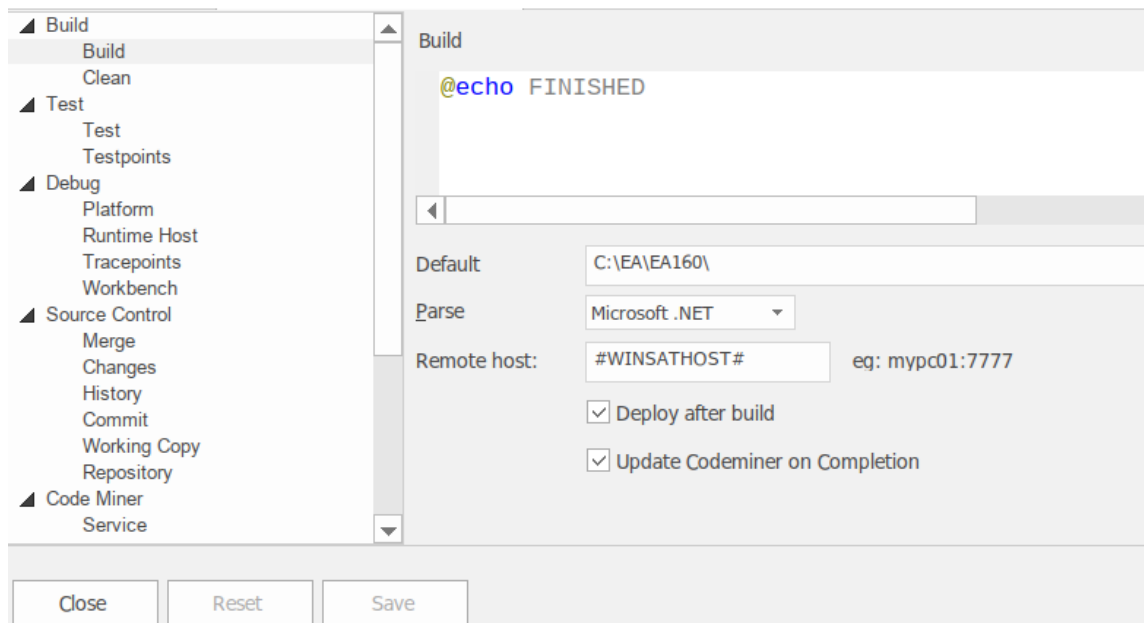 Build
Build
Clean
Test
Test
Testpoints
Debug
Platform
Runtime Host
Tracepoints
Workbench
Source Control
Merge
Changes
History
Commit
Working Copy
Repository
Code Miner
Service
Build
@echo FINISHED
Default C:\EA\EA160\
Parse Microsoft .NET
Remote host: #WINSATHOST# eg: mypc01:7777
Deploy after build
Update Codeminer on Completion
Close Reset Save